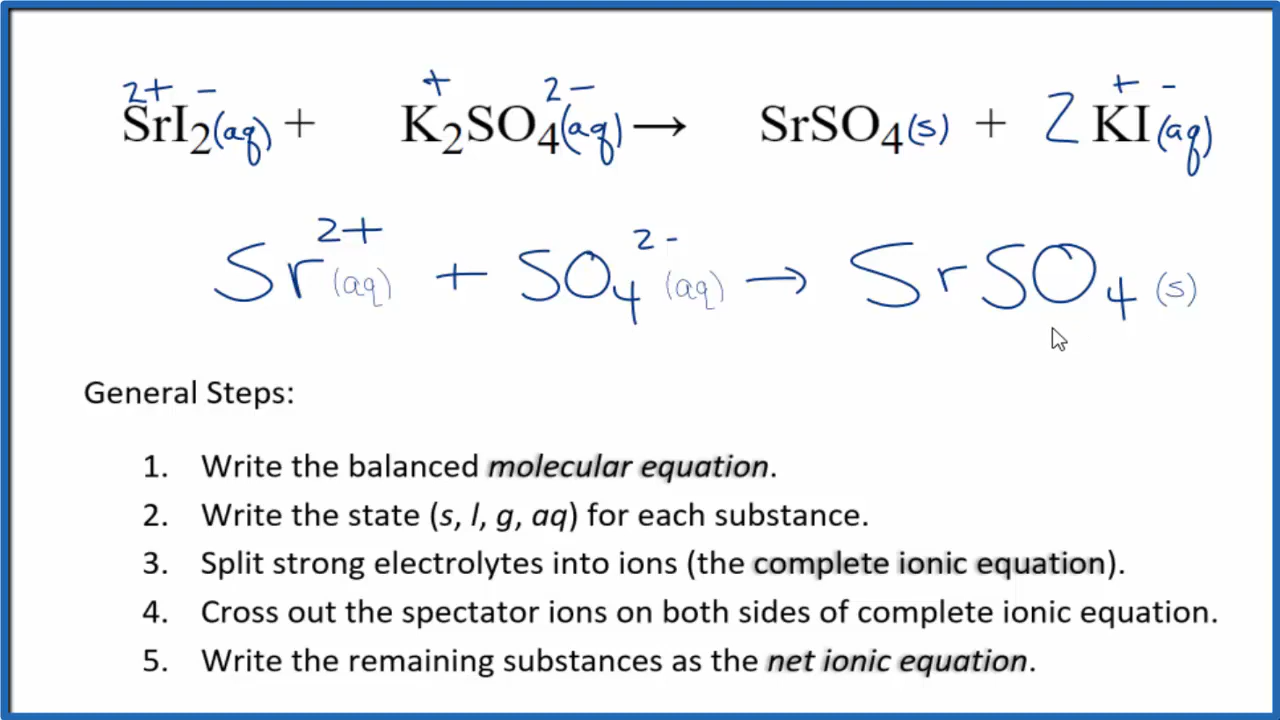 2+ - + 2- + -
SrI₂(aq) + K₂SO₄(aq) → SrSO₄(s) + 2 KI(aq)
Sr²⁺(aq) + SO₄²⁻(aq) → SrSO₄(s)
General Steps:
1. Write the balanced molecular equation.
2. Write the state (s, l, g, aq) for each substance.
3. Split strong electrolytes into ions (the complete ionic equation).
4. Cross out the spectator ions on both sides of complete ionic equation.
5. Write the remaining substances as the net ionic equation.